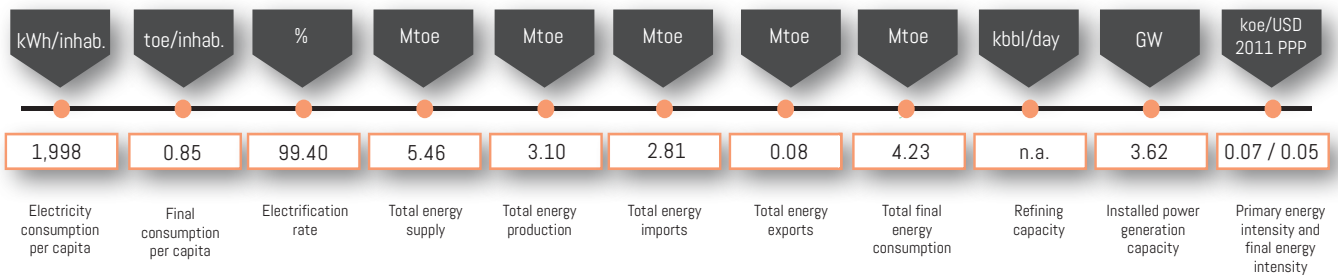 kWh/inhab.
toe/inhab.
%
Mtoe
Mtoe
Mtoe
Mtoe
Mtoe
kbbl/day
GW
koe/USD
2011 PPP
1,998
0.85
99.40
5.46
3.10
2.81
0.08
4.23
n.a.
3.62
0.07 / 0.05
Electricity
consumption
per capita
Final
consumption
per capita
Electrification
rate
Total energy
supply
Total energy
production
Total energy
imports
Total energy
exports
Total final
energy
consumption
Refining
capacity
Installed power
generation
capacity
Primary energy
intensity and
final energy
intensity